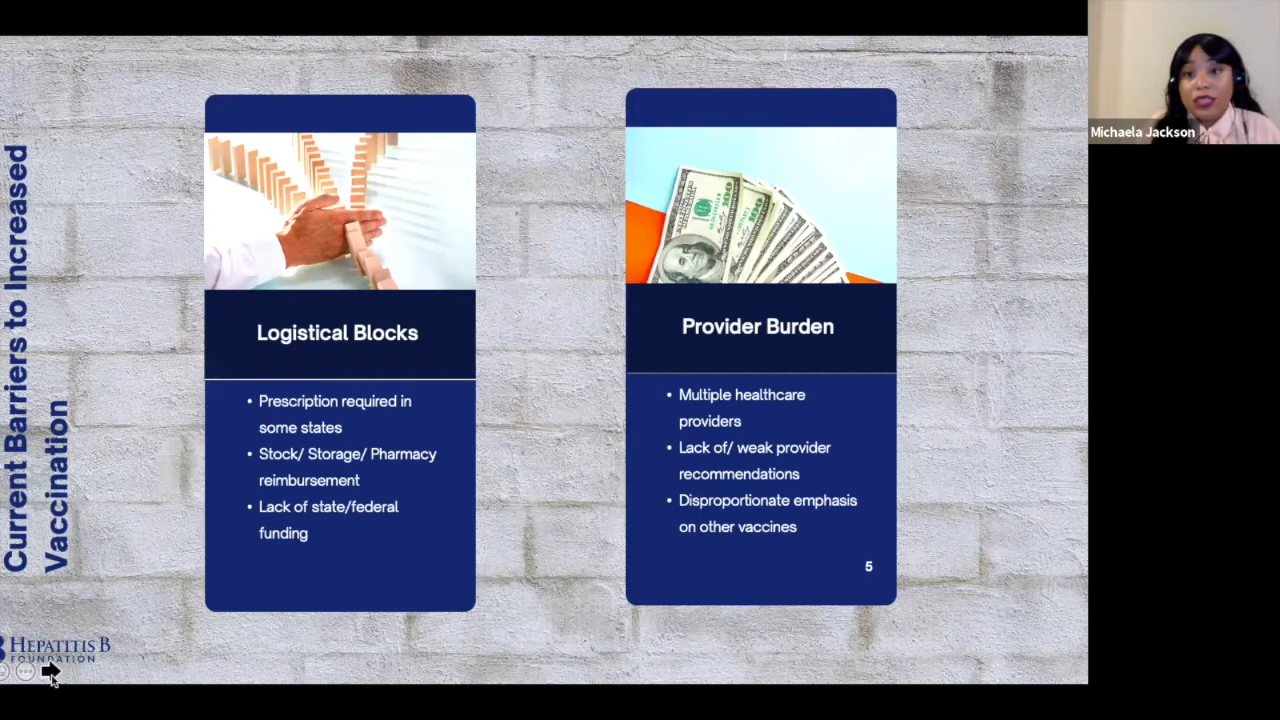 Current Barriers to Increased
Vaccination
Logistical Blocks
• Prescription required in
some states
• Stock/ Storage/ Pharmacy
reimbursement
• Lack of state/federal
funding
Provider Burden
• Multiple healthcare
providers
• Lack of/ weak provider
recommendations
• Disproportionate emphasis
on other vaccines
5
HEPATITIS B
FOUNDATION
Michaela Jackson
100